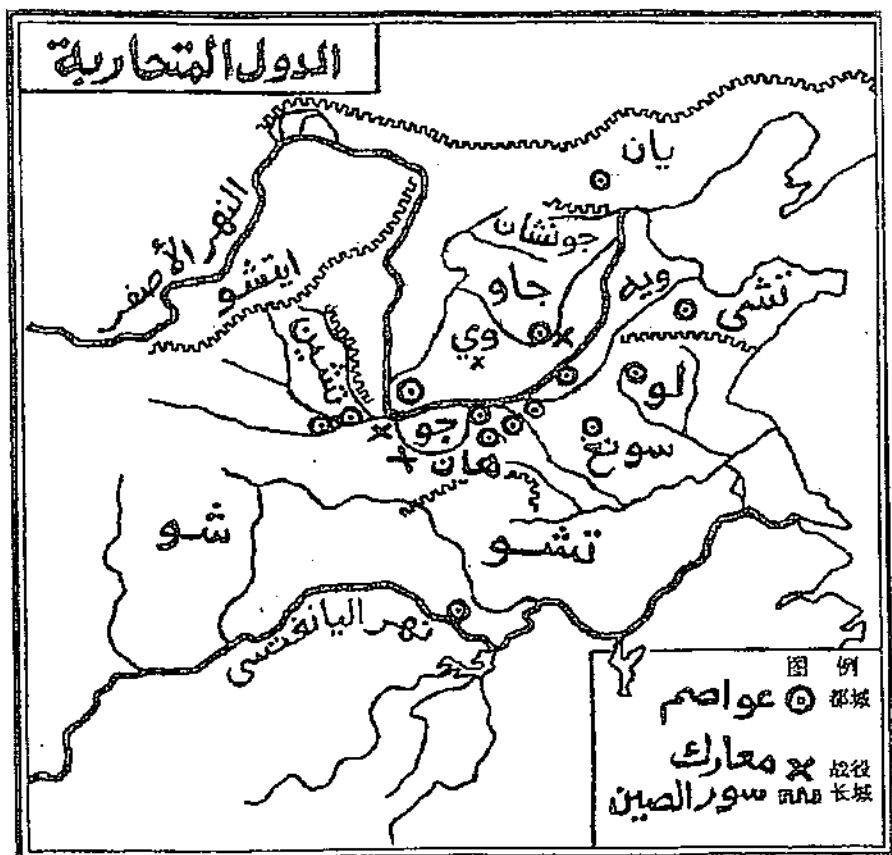 الدول المتحاربة
يان
النهر الأصفر
جونشان
ايتشو
جاو
ويه
تشي
وي
تشين
لو
جو
سونغ
هان
شو
تشو
نهر اليانغتسي
图 例
عواصم 都城
معارك 战役
سور الصين 长城